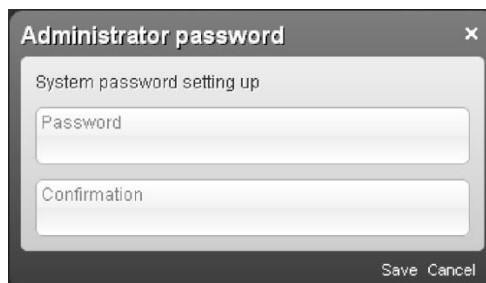 Administrator password
System password setting up
Password
Confirmation
Save Cancel